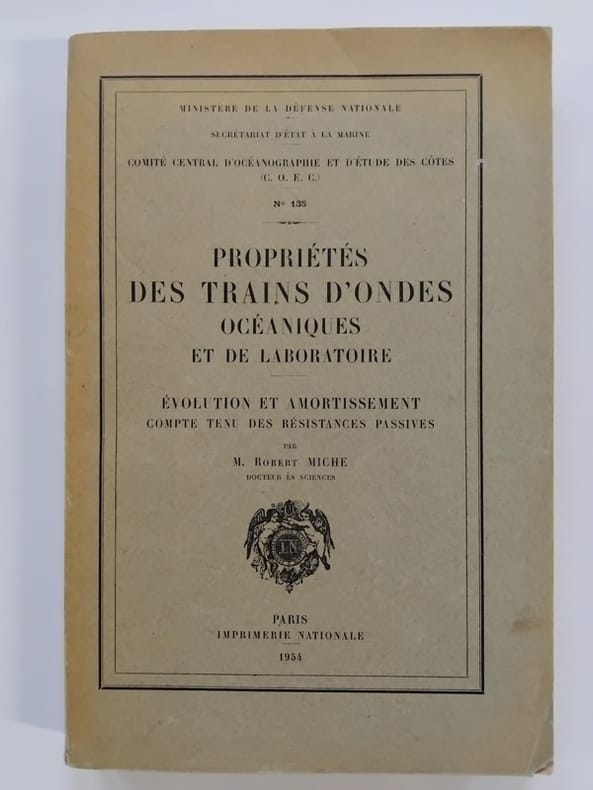 MINISTÈRE DE LA DÉFENSE NATIONALE
SECRÉTARIAT D'ÉTAT À LA MARINE
COMITÉ CENTRAL D'OCÉANOGRAPHIE ET D'ÉTUDE DES CÔTES
(C. O. E. C.)
Nº 135
PROPRIÉTÉS
DES TRAINS D'ONDES
OCÉANIQUES
ET DE LABORATOIRE
ÉVOLUTION ET AMORTISSEMENT
COMPTE TENU DES RÉSISTANCES PASSIVES
PAR
M. ROBERT MICHE
DOCTEUR ÈS SCIENCES
IN
PARIS
IMPRIMERIE NATIONALE
1954